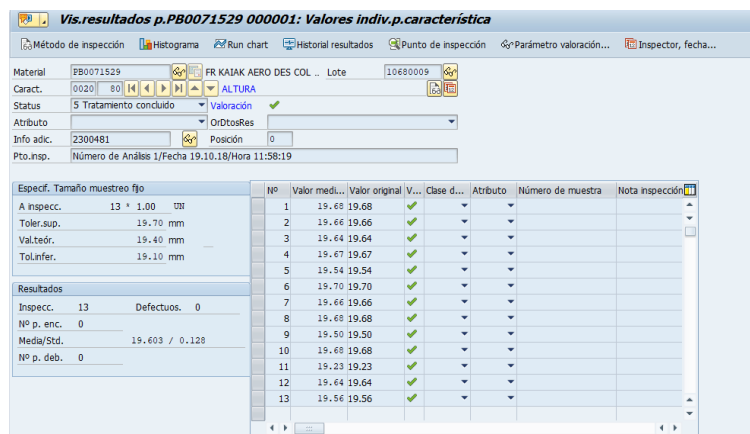 Vis.resultados p.PB0071529 000001: Valores indiv.p.característica
Método de inspección Histograma Run chart Historial resultados Punto de inspección Parámetro valoración... Inspector, fecha...
Material PB0071529 FR KAIAK AERO DES COL .. Lote 10680009
Caract. 0020 80 ALTURA
Status 5 Tratamiento concluido Valoración
Atributo OrDtosRes
Info adic. 2300481 Posición 0
Pto.insp. Número de Análisis 1/Fecha 19.10.18/Hora 11:58:19
Especif. Tamaño muestreo fijo
A inspecc. 13 * 1.00 UN
Toler.sup. 19.70 mm
Val.teór. 19.40 mm
Tol.infer. 19.10 mm
Resultados
Inspecc. 13 Defectuos. 0
Nº p. enc. 0
Media/Std. 19.603 / 0.128
Nº p. deb. 0
Nº Valor medi... Valor original V... Clase d... Atributo Número de muestra Nota inspección
1 19.68 19.68
2 19.66 19.66
3 19.64 19.64
4 19.67 19.67
5 19.54 19.54
6 19.70 19.70
7 19.66 19.66
8 19.68 19.68
9 19.50 19.50
10 19.68 19.68
11 19.23 19.23
12 19.64 19.64
13 19.56 19.56